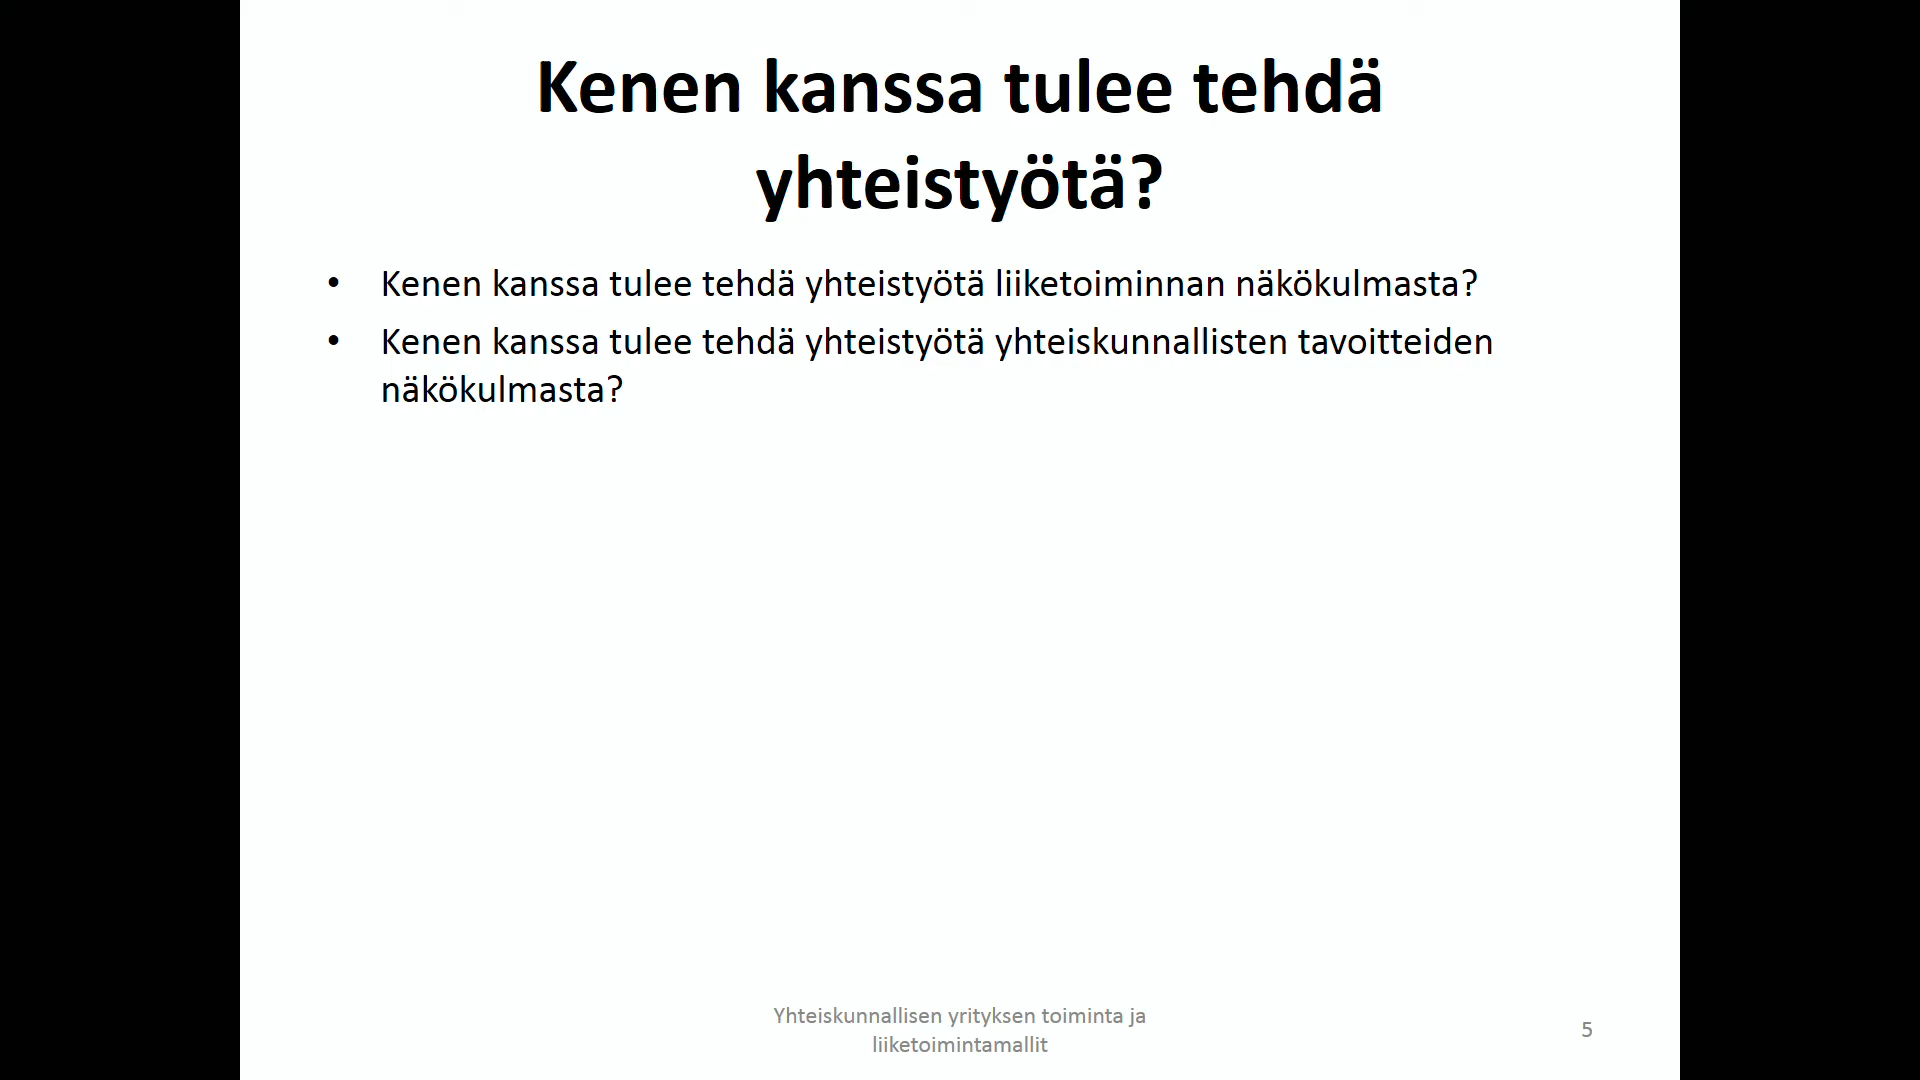 Kenen kanssa tulee tehdä
yhteistyötä?
• Kenen kanssa tulee tehdä yhteistyötä liiketoiminnan näkökulmasta?
• Kenen kanssa tulee tehdä yhteistyötä yhteiskunnallisten tavoitteiden
näkökulmasta?
Yhteiskunnallisen yrityksen toiminta ja
liiketoimintamallit
5